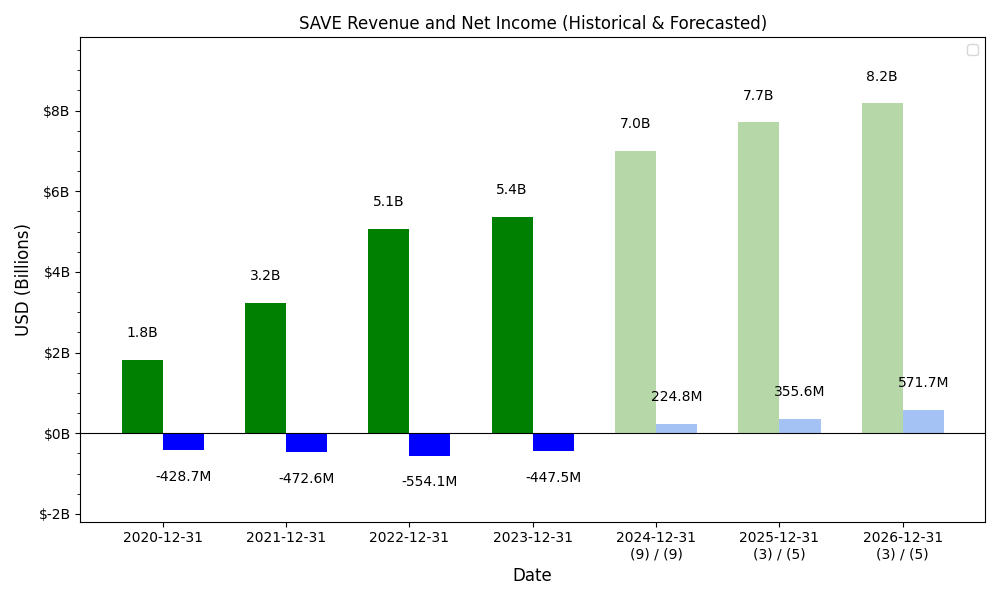 SAVE Revenue and Net Income (Historical & Forecasted)
USD (Billions)
$8B
$6B
$4B
$2B
$0B
$-2B
1.8B
3.2B
5.1B
5.4B
7.0B
7.7B
8.2B
-428.7M
-472.6M
-554.1M
-447.5M
224.8M
355.6M
571.7M
2020-12-31
2021-12-31
2022-12-31
2023-12-31
2024-12-31
(9) / (9)
2025-12-31
(3) / (5)
2026-12-31
(3) / (5)
Date